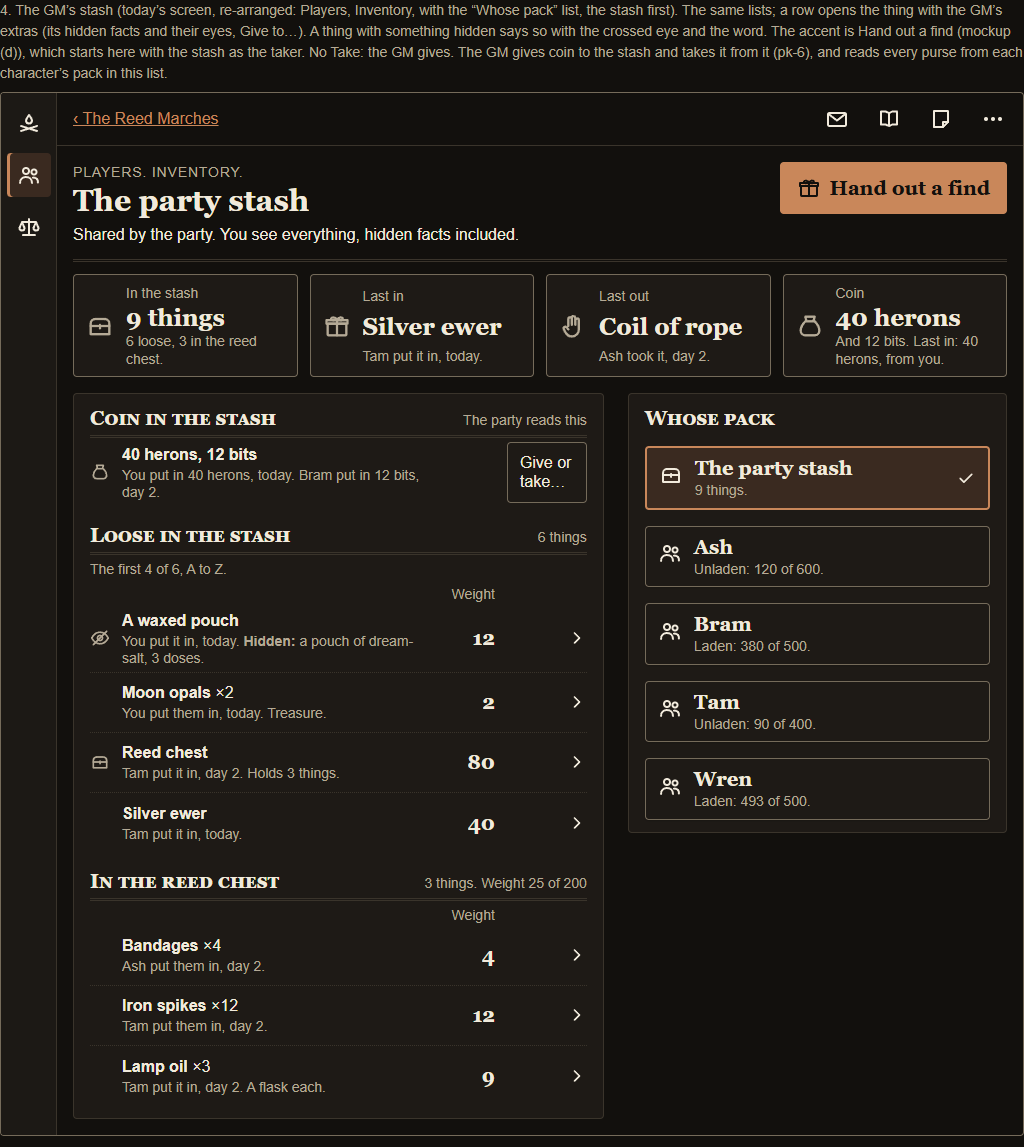 4. The GM’s stash (today’s screen, re-arranged: Players, Inventory, with the “Whose pack” list, the stash first). The same lists; a row opens the thing with the GM’s
extras (its hidden facts and their eyes, Give to…). A thing with something hidden says so with the crossed eye and the word. The accent is Hand out a find (mockup
(d)), which starts here with the stash as the taker. No Take: the GM gives. The GM gives coin to the stash and takes it from it (pk-6), and reads every purse from each
character’s pack in this list.
‹ The Reed Marches
PLAYERS. INVENTORY.
The party stash
Shared by the party. You see everything, hidden facts included.
Hand out a find
In the stash
9 things
6 loose, 3 in the reed
chest.
Last in
Silver ewer
Tam put it in, today.
Last out
Coil of rope
Ash took it, day 2.
Coin
40 herons
And 12 bits. Last in: 40
herons, from you.
Coin in the stash
The party reads this
40 herons, 12 bits
You put in 40 herons, today. Bram put in 12 bits,
day 2.
Give or
take…
Loose in the stash
6 things
The first 4 of 6, A to Z.
Weight
A waxed pouch
You put it in, today. Hidden: a pouch of dream-
salt, 3 doses.
12
Moon opals ×2
You put them in, today. Treasure.
2
Reed chest
Tam put it in, day 2. Holds 3 things.
80
Silver ewer
Tam put it in, today.
40
In the reed chest
3 things. Weight 25 of 200
Weight
Bandages ×4
Ash put them in, day 2.
4
Iron spikes ×12
Tam put them in, day 2.
12
Lamp oil ×3
Tam put it in, day 2. A flask each.
9
Whose pack
The party stash
9 things.
Ash
Unladen: 120 of 600.
Bram
Laden: 380 of 500.
Tam
Unladen: 90 of 400.
Wren
Laden: 493 of 500.